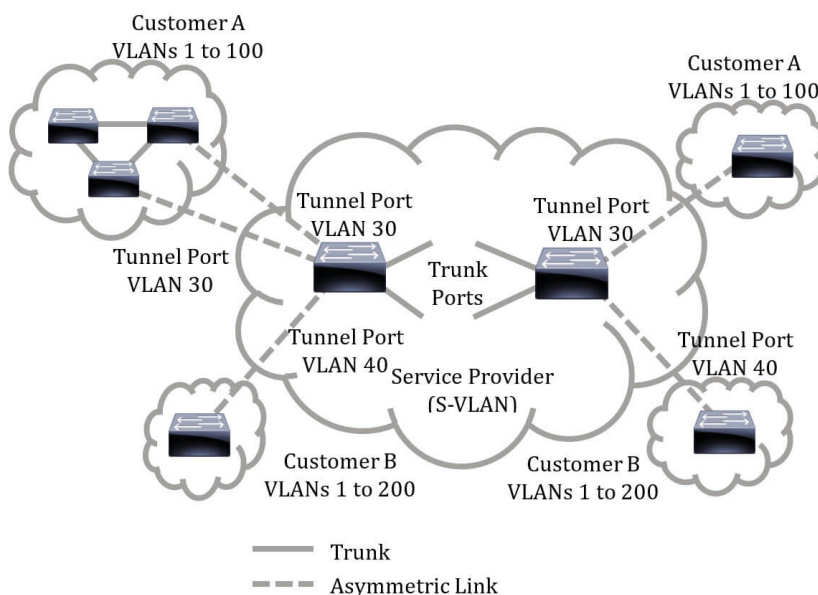 Customer A
VLANs 1 to 100
Customer A
VLANs 1 to 100
Tunnel Port
VLAN 30
Tunnel Port
VLAN 30
Tunnel Port
VLAN 30
Trunk
Ports
Tunnel Port
VLAN 40
Tunnel Port
VLAN 40
Service Provider
(S-VLAN)
Customer B
VLANs 1 to 200
Customer B
VLANs 1 to 200
Trunk
Asymmetric Link